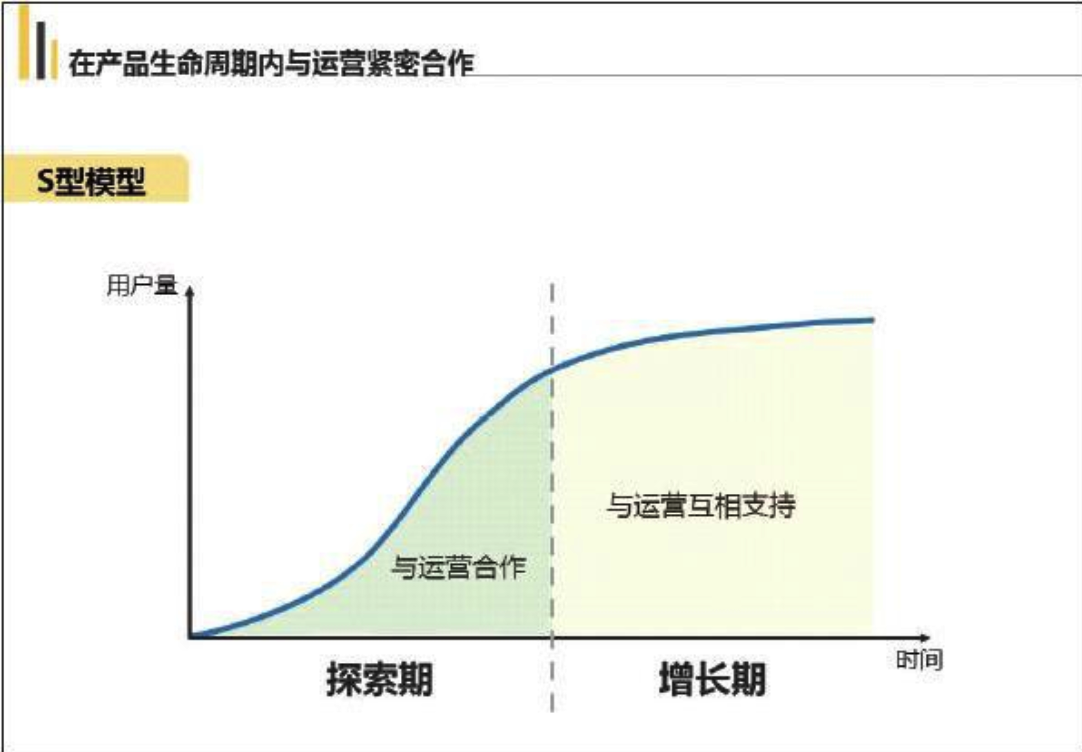 在产品生命周期内与运营紧密合作
S型模型
用户量
与运营互相支持
与运营合作
时间
探索期
增长期